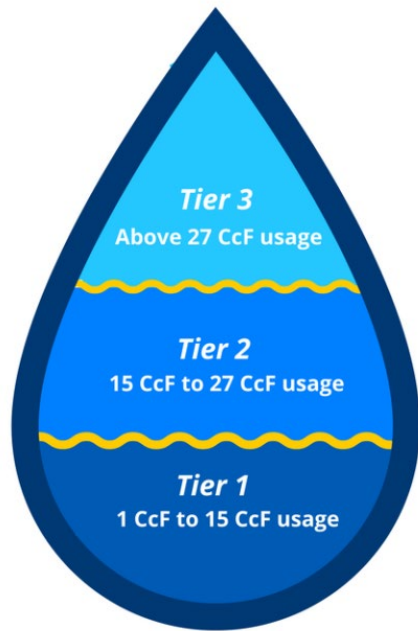 Tier 3
Above 27 CcF usage
Tier 2
15 CcF to 27 CcF usage
Tier 1
1 CcF to 15 CcF usage